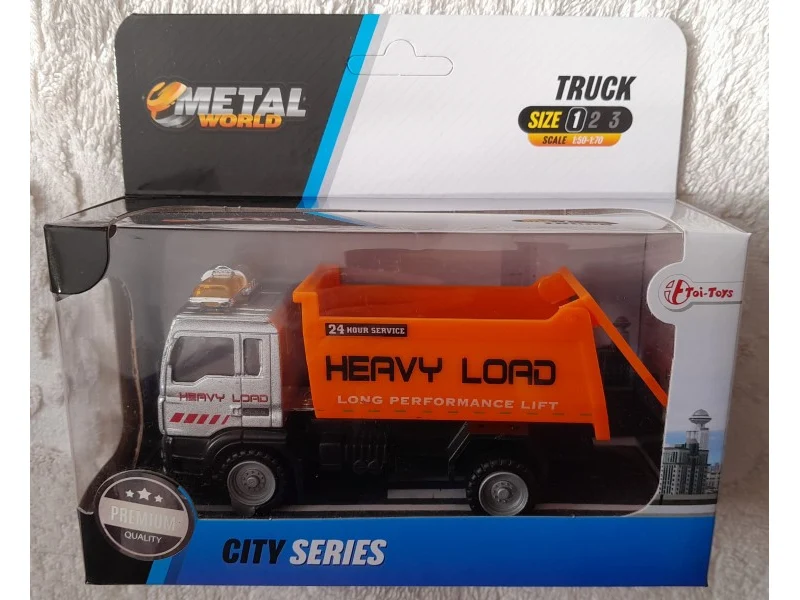 METAL
WORLD
TRUCK
SIZE 1 2 3
SCALE 1:50-1:70
Toi-Toys
24 HOUR SERVICE
HEAVY LOAD
LONG PERFORMANCE LIFT
HEAVY LOAD
PREMIUM
QUALITY
CITY SERIES